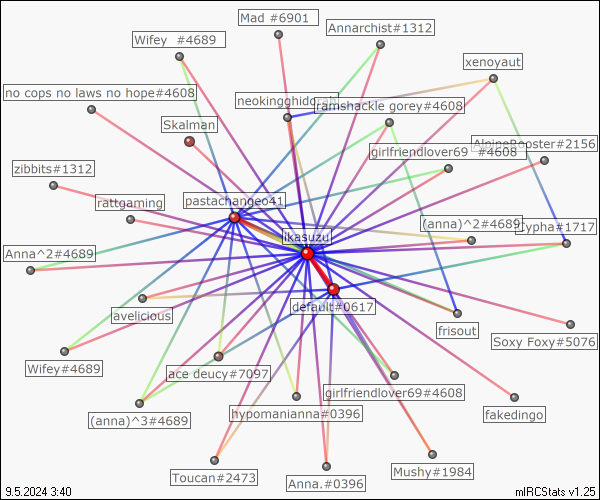 Mad #6901
Annarchist#1312
Wifey #4689
xenoyaut
no cops no laws no hope#4608
neokingghidorah
ramshackle gorey#4608
Skalman
AlpineRooster#2156
girlfriendlover69 #4608
zibbits#1312
pastachangeo41
rattgaming
(anna)^2#4689
Cypha#1717
ikasuzu
Anna^2#4689
default#0617
avelicious
frisout
Soxy Foxy#5076
Wifey#4689
ace deucy#7097
girlfriendlover69#4608
hypomanianna#0396
fakedingo
(anna)^3#4689
Toucan#2473
Mushy#1984
Anna.#0396
9.5.2024 3:40
mIRCStats v1.25